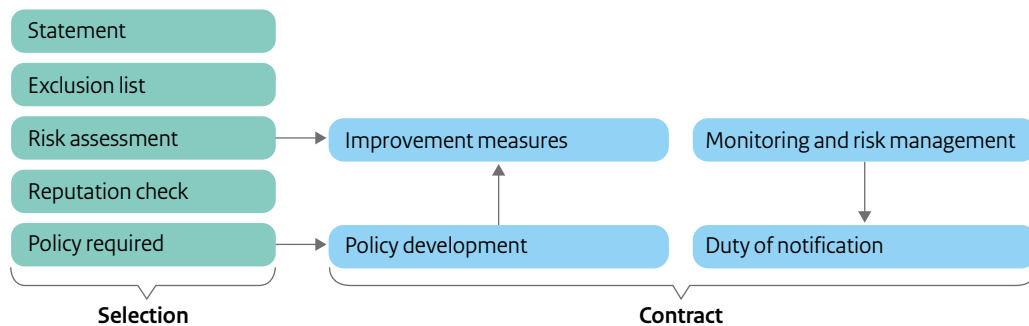 Statement
Exclusion list
Risk assessment
Improvement measures
Monitoring and risk management
Reputation check
Policy required
Policy development
Duty of notification
Selection
Contract